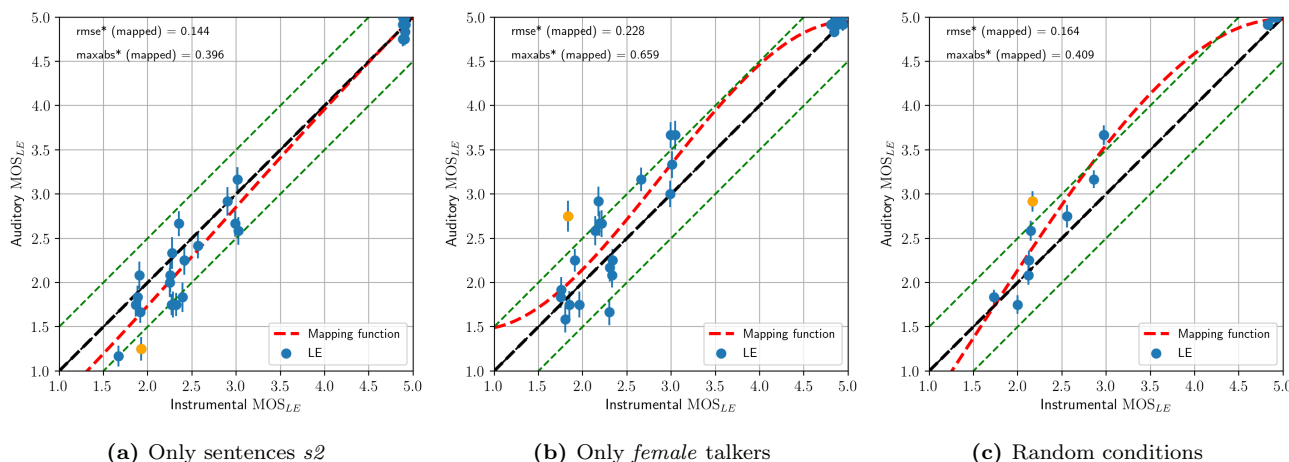 rmse* (mapped) = 0.144
maxabs* (mapped) = 0.396
5.0
4.5
4.0
3.5
3.0
2.5
2.0
1.5
1.0
Auditory MOS_LE
Mapping function
LE
1.0 1.5 2.0 2.5 3.0 3.5 4.0 4.5 5.0
Instrumental MOS_LE
(a) Only sentences s2
rmse* (mapped) = 0.228
maxabs* (mapped) = 0.659
5.0
4.5
4.0
3.5
3.0
2.5
2.0
1.5
1.0
Auditory MOS_LE
Mapping function
LE
1.0 1.5 2.0 2.5 3.0 3.5 4.0 4.5 5.0
Instrumental MOS_LE
(b) Only female talkers
rmse* (mapped) = 0.164
maxabs* (mapped) = 0.409
5.0
4.5
4.0
3.5
3.0
2.5
2.0
1.5
1.0
Auditory MOS_LE
Mapping function
LE
1.0 1.5 2.0 2.5 3.0 3.5 4.0 4.5 5.0
Instrumental MOS_LE
(c) Random conditions